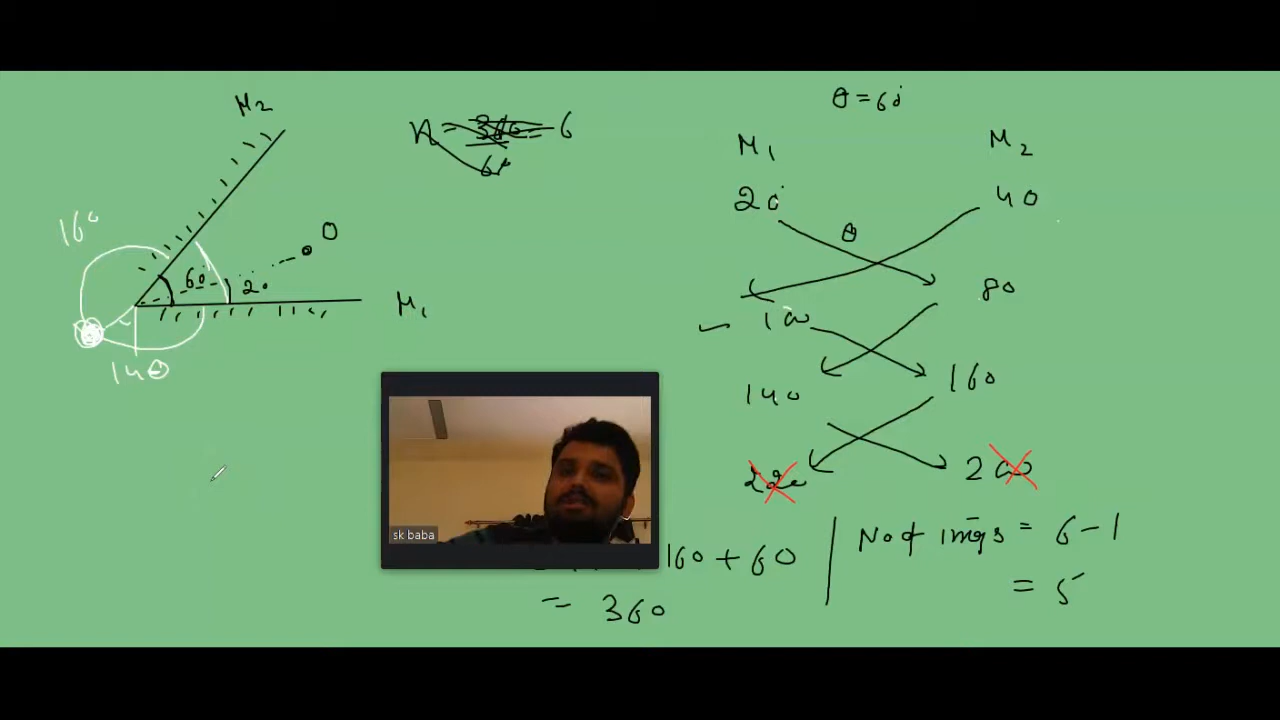 M2
60
O
20
M1
160
140
n = 360 = 6
60
θ = 60°
M1 M2
20° 40
θ
80
100
140 160
220 200
160 + 60
= 360
No of imgs = 6 - 1
= 5
sk baba